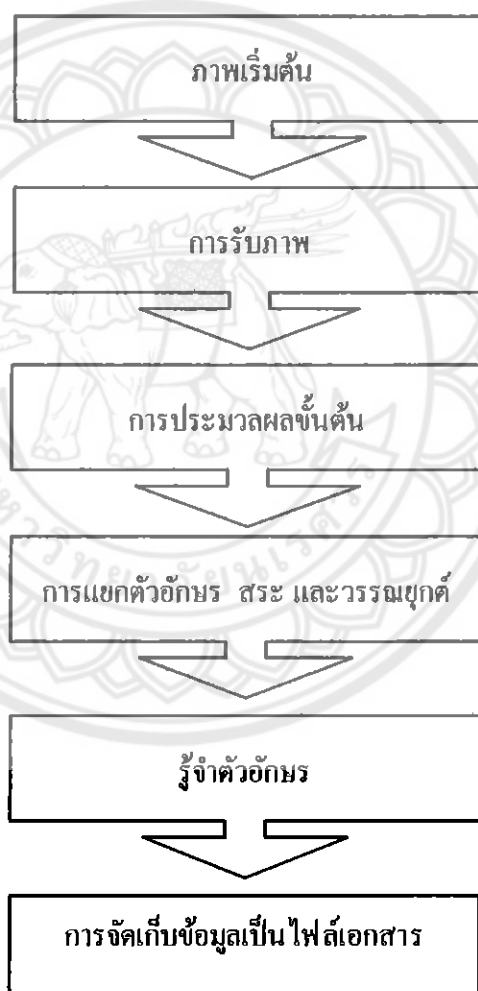 ภาพเริ่มต้น
การรับภาพ
การประมวลผลขั้นต้น
การแยกตัวอักษร สระ และวรรณยุกต์
รู้จำตัวอักษร
การจัดเก็บข้อมูลเป็นไฟล์เอกสาร